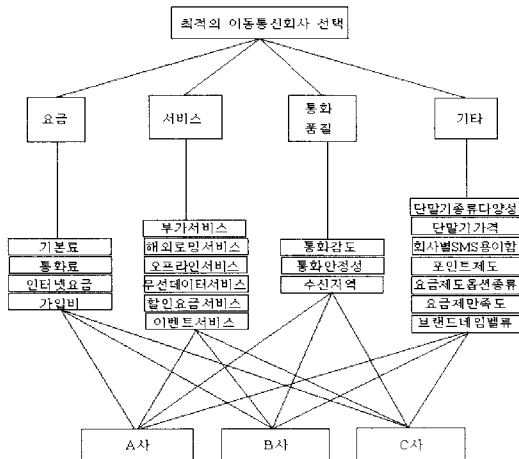 최적의 이동통신회사 선택
요금
서비스
통화
품질
기타
기본료
통화료
인터넷요금
가입비
부가서비스
해외로밍서비스
오프라인서비스
무선데이터서비스
할인요금서비스
이벤트서비스
통화감도
통화안정성
수신지역
단말기종류다양성
단말기가격
회사별SMS용이함
포인트제도
요금제도옵션종류
요금제만족도
브랜드네임밸류
A사
B사
C사